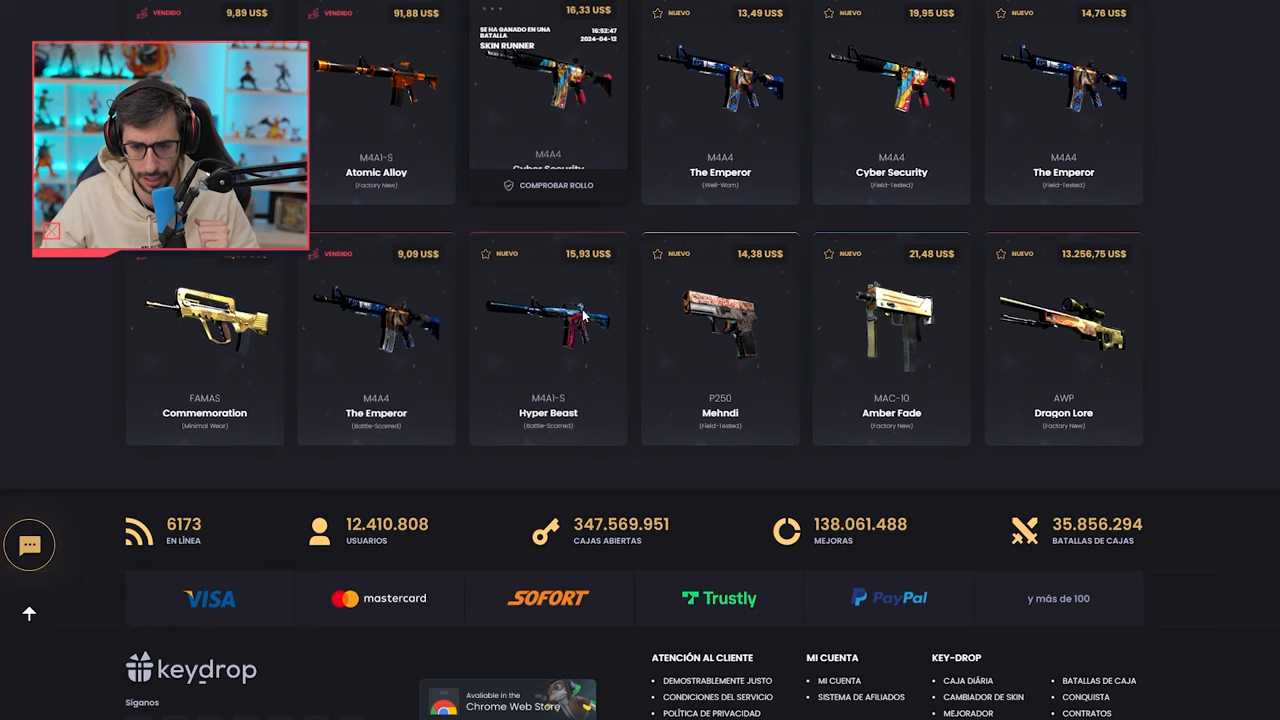 VENDIDO
9,89 US$
VENDIDO
91,88 US$
16,33 US$
NUEVO
13,49 US$
NUEVO
19,95 US$
NUEVO
14,76 US$
SE HA GANADO EN UNA
BATALLA
SKIN RUNNER
16:52:47
2024-04-12
M4A1-S
Atomic Alloy
(Factory New)
M4A4
Cyber Security
COMPROBAR ROLLO
M4A4
The Emperor
(Well-Worn)
M4A4
Cyber Security
(Field-Tested)
M4A4
The Emperor
(Field-Tested)
VENDIDO
9,09 US$
NUEVO
15,93 US$
NUEVO
14,38 US$
NUEVO
21,48 US$
NUEVO
13.256,75 US$
FAMAS
Commemoration
(Minimal Wear)
M4A4
The Emperor
(Battle-Scarred)
M4A1-S
Hyper Beast
(Battle-Scarred)
P250
Mehndi
(Field-Tested)
MAC-10
Amber Fade
(Factory New)
AWP
Dragon Lore
(Factory New)
6173
EN LÍNEA
12.410.808
USUARIOS
347.569.951
CAJAS ABIERTAS
138.061.488
MEJORAS
35.856.294
BATALLAS DE CAJAS
VISA
mastercard
SOFORT
Trustly
PayPal
y más de 100
keydrop
Síganos
Available in the
Chrome Web Store
ATENCIÓN AL CLIENTE
DEMOSTRABLEMENTE JUSTO
CONDICIONES DEL SERVICIO
POLÍTICA DE PRIVACIDAD
MI CUENTA
MI CUENTA
SISTEMA DE AFILIADOS
KEY-DROP
CAJA DIÁRIA
CAMBIADOR DE SKIN
MEJORADOR
BATALLAS DE CAJA
CONQUISTA
CONTRATOS